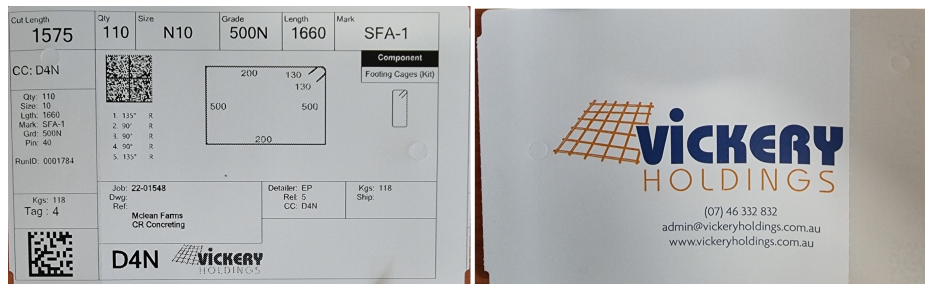 Cut Length
1575
Qty
110
Size
N10
Grade
500N
Length
1660
Mark
SFA-1
CC: D4N
Component
Footing Cages (Kit)
Qty: 110
Size: 10
Lgth: 1660
Mark: SFA-1
Grd: 500N
Pin: 40
RunID: 0001784
1. 135° R
2. 90° R
3. 90° R
4. 90° R
5. 135° R
200
130
130
500
500
200
Kgs: 118
Tag : 4
Job: 22-01548
Dwg:
Ref:
Mclean Farms
CR Concreting
Detailer: EP
Rel: 5
CC: D4N
Kgs: 118
Ship:
D4N
VICKERY
HOLDINGS
VICKERY
HOLDINGS
(07) 46 332 832
admin@vickeryholdings.com.au
www.vickeryholdings.com.au